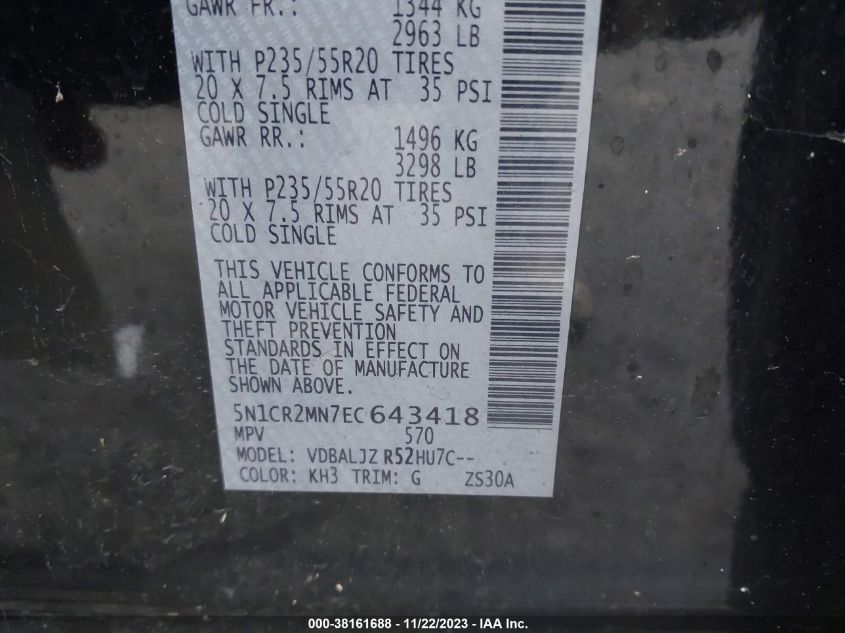 GAWR FR.: 1344 KG
2963 LB
WITH P235/55R20 TIRES
20 X 7.5 RIMS AT 35 PSI
COLD SINGLE
GAWR RR.: 1496 KG
3298 LB
WITH P235/55R20 TIRES
20 X 7.5 RIMS AT 35 PSI
COLD SINGLE
THIS VEHICLE CONFORMS TO
ALL APPLICABLE FEDERAL
MOTOR VEHICLE SAFETY AND
THEFT PREVENTION
STANDARDS IN EFFECT ON
THE DATE OF MANUFACTURE
SHOWN ABOVE.
5N1CR2MN7EC643418
MPV 570
MODEL: VDBALJZ R52HU7C--
COLOR: KH3 TRIM: G ZS30A
000-38161688 - 11/22/2023 - IAA Inc.